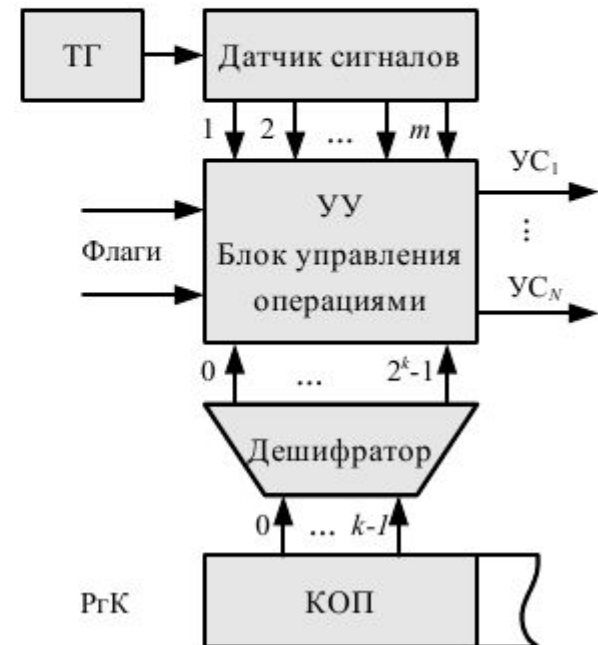 ТГ
Датчик сигналов
1 2 ... m
УУ
Блок управления
операциями
Флаги
УС₁
...
УС_N
0 ... 2ᵏ-1
Дешифратор
0 ... k-1
РгК
КОП